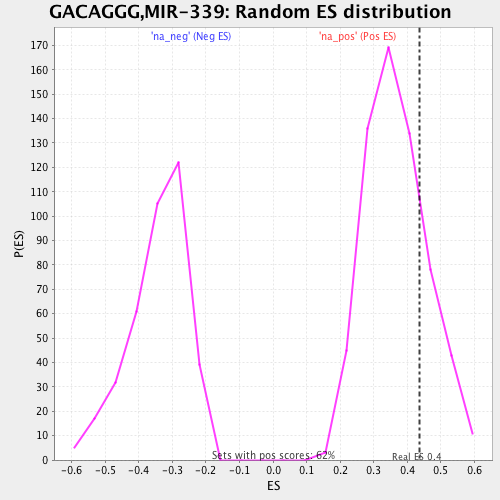 GACAGGG,MIR-339: Random ES distribution
'na_neg' (Neg ES)
'na_pos' (Pos ES)
170
160
150
140
130
120
110
100
90
80
70
60
50
40
30
20
10
0
P(ES)
Sets with pos scores: 62%
Real ES 0.4
-0.6 -0.5 -0.4 -0.3 -0.2 -0.1 0.0 0.1 0.2 0.3 0.4 0.5 0.6
ES